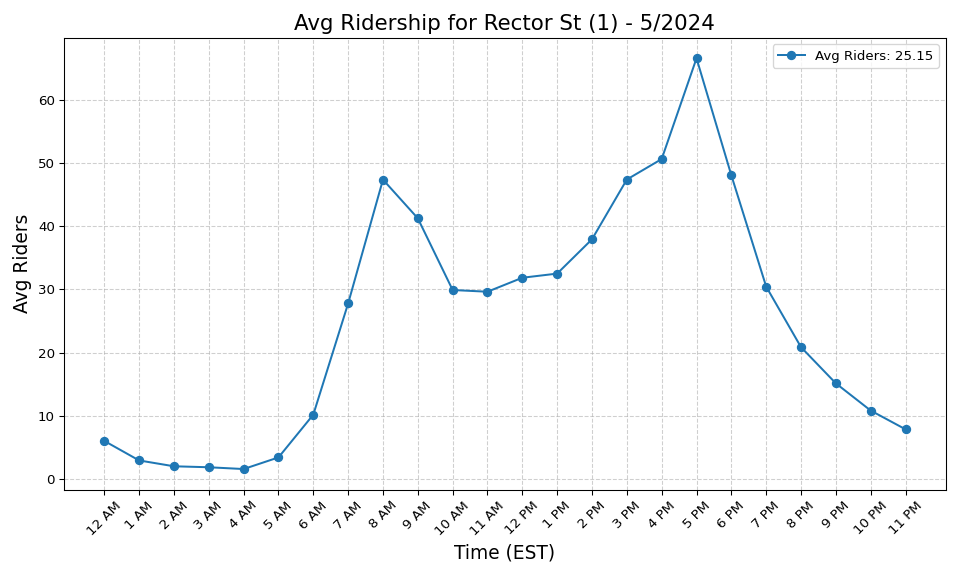 Avg Ridership for Rector St (1) - 5/2024
Avg Riders: 25.15
Avg Riders
60
50
40
30
20
10
0
12 AM
1 AM
2 AM
3 AM
4 AM
5 AM
6 AM
7 AM
8 AM
9 AM
10 AM
11 AM
12 PM
1 PM
2 PM
3 PM
4 PM
5 PM
6 PM
7 PM
8 PM
9 PM
10 PM
11 PM
Time (EST)